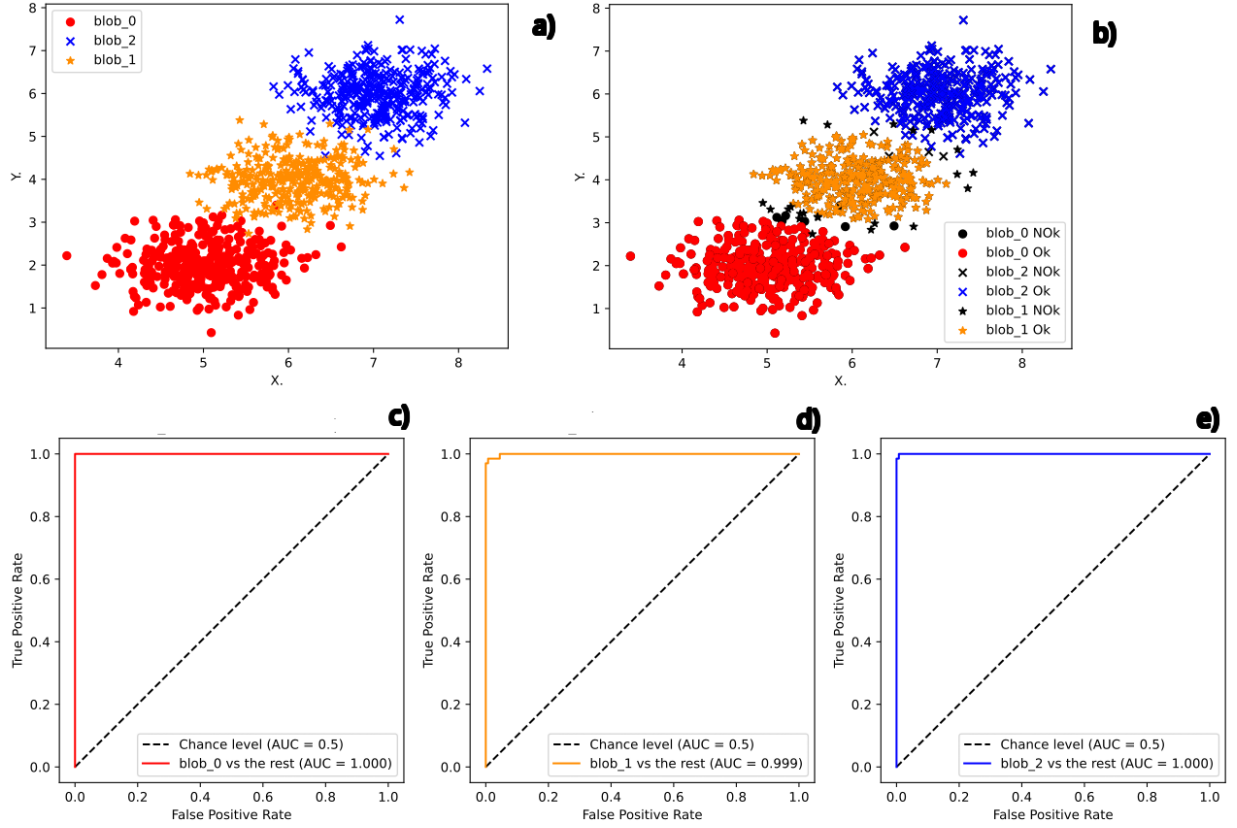 a)
8
7
6
5
4
3
2
1
Y.
blob_0
blob_2
blob_1
4
5
6
7
8
X.
b)
8
7
6
5
4
3
2
1
Y.
blob_0 NOk
blob_0 Ok
blob_2 NOk
blob_2 Ok
blob_1 NOk
blob_1 Ok
4
5
6
7
8
X.
c)
1.0
0.8
0.6
0.4
0.2
0.0
True Positive Rate
Chance level (AUC = 0.5)
blob_0 vs the rest (AUC = 1.000)
0.0
0.2
0.4
0.6
0.8
1.0
False Positive Rate
d)
1.0
0.8
0.6
0.4
0.2
0.0
True Positive Rate
Chance level (AUC = 0.5)
blob_1 vs the rest (AUC = 0.999)
0.0
0.2
0.4
0.6
0.8
1.0
False Positive Rate
e)
1.0
0.8
0.6
0.4
0.2
0.0
True Positive Rate
Chance level (AUC = 0.5)
blob_2 vs the rest (AUC = 1.000)
0.0
0.2
0.4
0.6
0.8
1.0
False Positive Rate